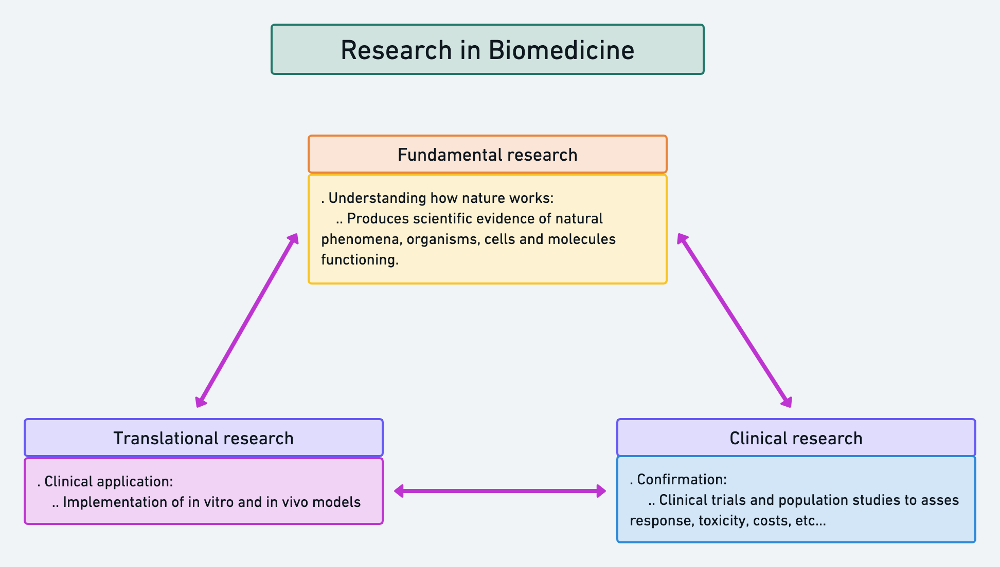 Research in Biomedicine
Fundamental research
. Understanding how nature works:
.. Produces scientific evidence of natural
phenomena, organisms, cells and molecules
functioning.
Translational research
. Clinical application:
.. Implementation of in vitro and in vivo models
Clinical research
. Confirmation:
.. Clinical trials and population studies to asses
response, toxicity, costs, etc...